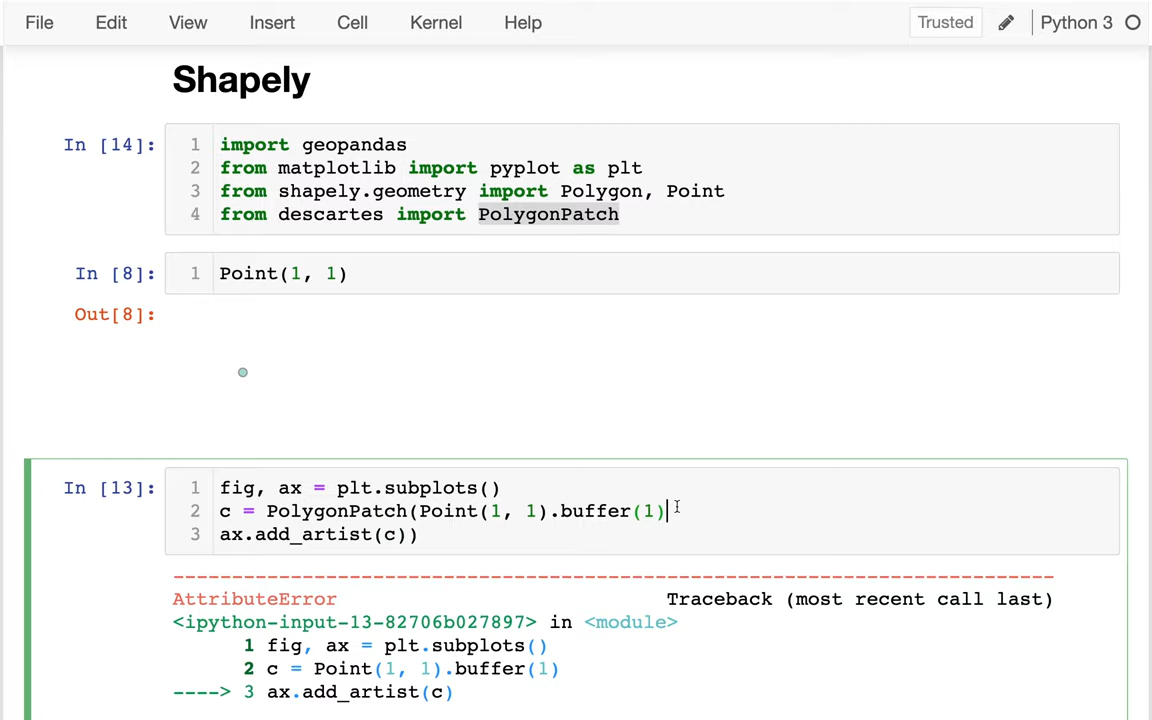 File Edit View Insert Cell Kernel Help Trusted Python 3
Shapely
In [14]:
1 import geopandas
2 from matplotlib import pyplot as plt
3 from shapely.geometry import Polygon, Point
4 from descartes import PolygonPatch
In [8]:
1 Point(1, 1)
Out[8]:
In [13]:
1 fig, ax = plt.subplots()
2 c = PolygonPatch(Point(1, 1).buffer(1)
3 ax.add_artist(c))
---------------------------------------------------------------------------
AttributeError Traceback (most recent call last)
<ipython-input-13-82706b027897> in <module>
1 fig, ax = plt.subplots()
2 c = Point(1, 1).buffer(1)
----> 3 ax.add_artist(c)